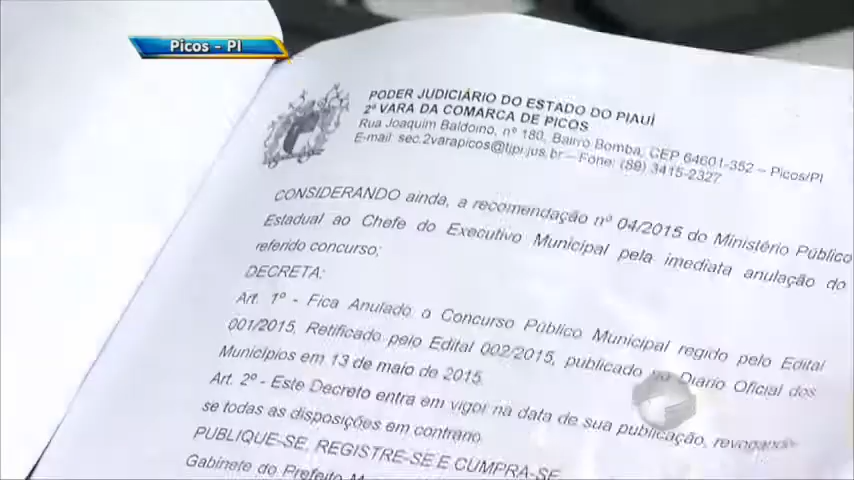 Picos - PI
PODER JUDICIÁRIO DO ESTADO DO PIAUÍ
2ª VARA DA COMARCA DE PICOS
Rua Joaquim Baldoino, nº 180, Bairro Bomba, CEP 64601-352 – Picos/PI
E-mail: sec.2varapicos@tjpi.jus.br – Fone: (89) 3415-2327
CONSIDERANDO ainda, a recomendação nº 04/2015 do Ministério Público
Estadual ao Chefe do Executivo Municipal pela imediata anulação do
referido concurso;
DECRETA:
Art. 1º - Fica Anulado o Concurso Público Municipal regido pelo Edital
001/2015, Retificado pelo Edital 002/2015, publicado no Diario Oficial dos
Municípios em 13 de maio de 2015.
Art. 2º - Este Decreto entra em vigor na data de sua publicação, revogando-
se todas as disposições em contrario.
PUBLIQUE-SE, REGISTRE-SE E CUMPRA-SE.
Gabinete do Prefeito